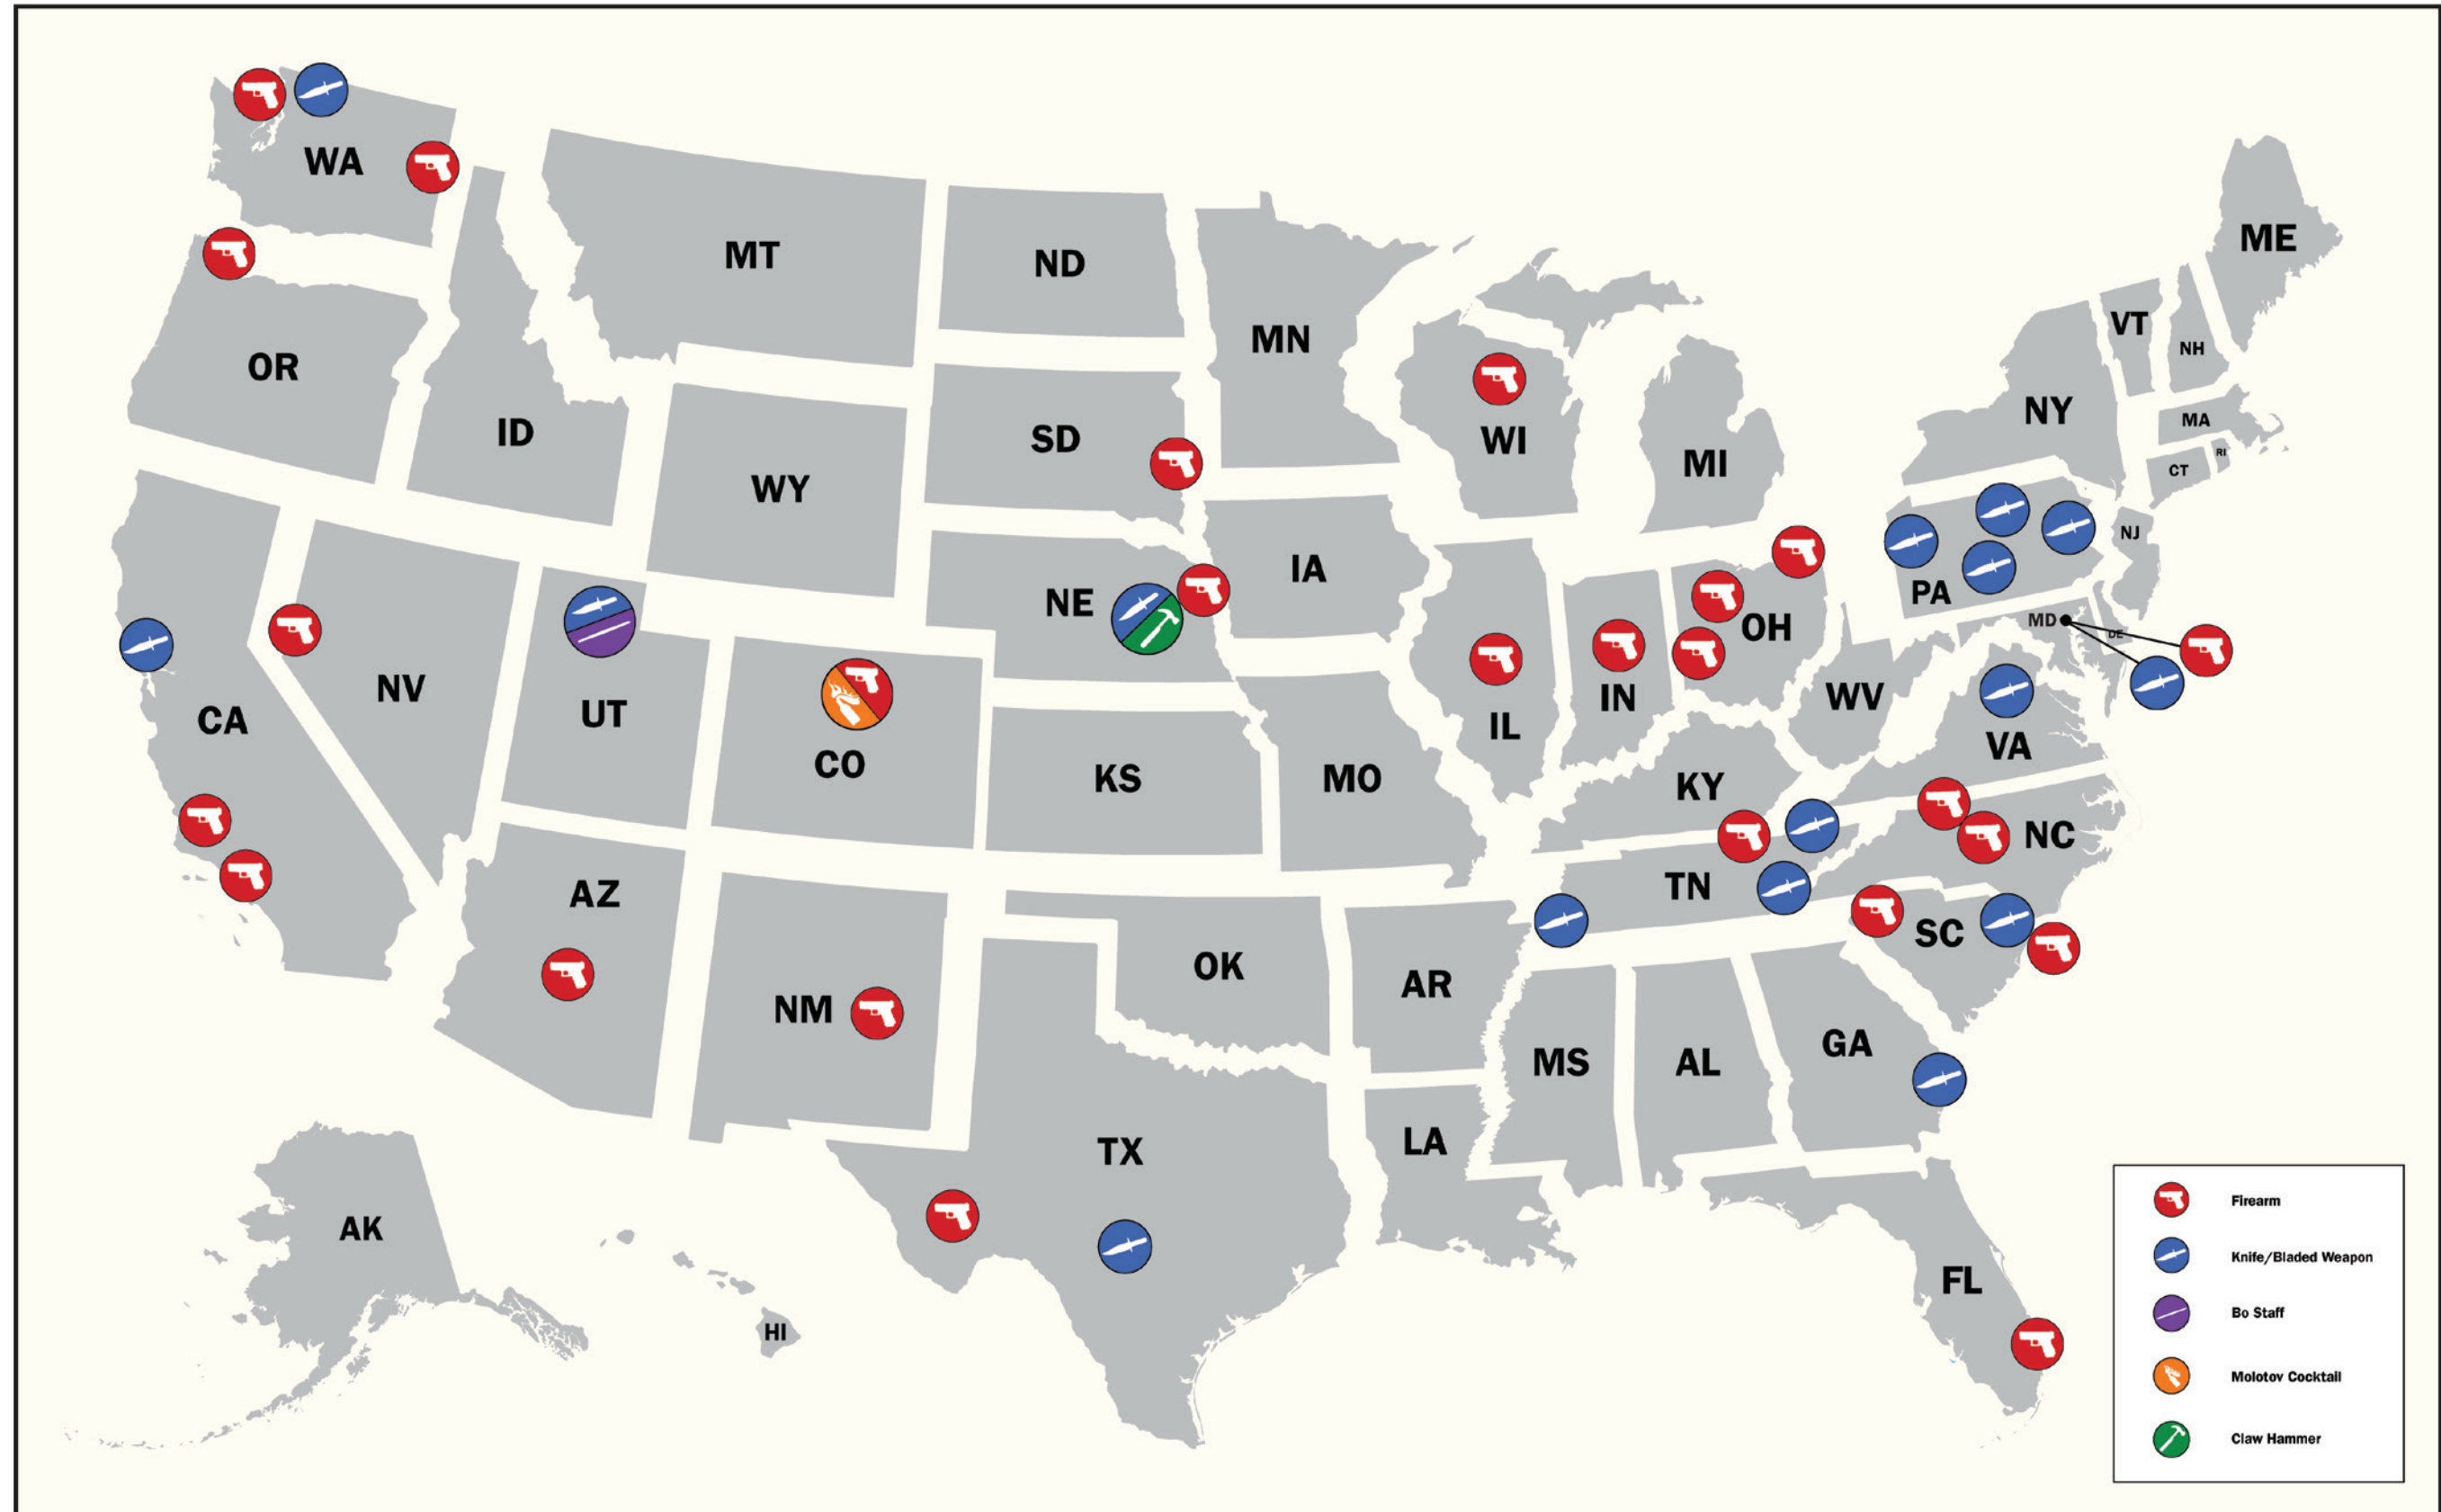 WA
MT
ND
MN
ME
VT
NH
OR
ID
SD
WI
MI
NY
MA
RI
CT
WY
NJ
IA
NE
PA
OH
MD
DE
NV
UT
CA
CO
IL
IN
WV
VA
KS
MO
KY
NC
AZ
TN
SC
NM
OK
AR
GA
MS
AL
TX
LA
AK
HI
FL
Firearm
Knife/Bladed Weapon
Bo Staff
Molotov Cocktail
Claw Hammer